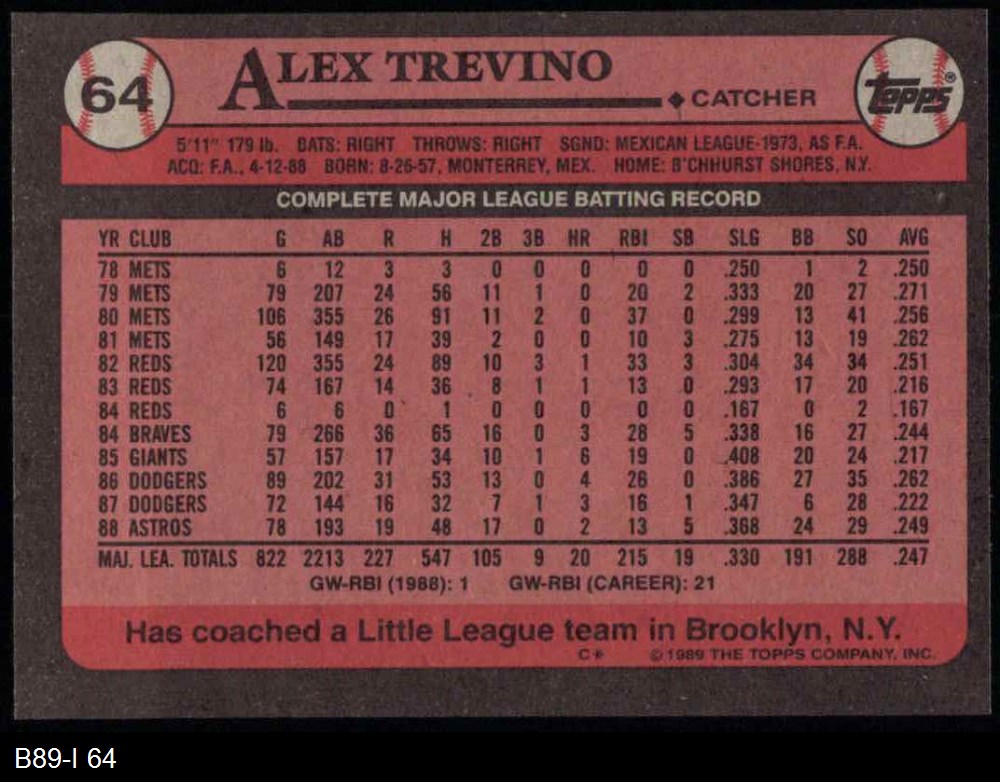 64
ALEX TREVINO
CATCHER
TOPPS®
5'11" 179 lb. BATS: RIGHT THROWS: RIGHT SGND: MEXICAN LEAGUE-1973, AS F.A.
ACQ: F.A., 4-12-88 BORN: 8-26-57, MONTERREY, MEX. HOME: B'CHHURST SHORES, N.Y.
COMPLETE MAJOR LEAGUE BATTING RECORD
YR CLUB G AB R H 2B 3B HR RBI SB SLG BB SO AVG
78 METS 6 12 3 3 0 0 0 0 0 .250 1 2 .250
79 METS 79 207 24 56 11 1 0 20 2 .333 20 27 .271
80 METS 106 355 26 91 11 2 0 37 0 .299 13 41 .256
81 METS 56 149 17 39 2 0 0 10 3 .275 13 19 .262
82 REDS 120 355 24 89 10 3 1 33 3 .304 34 34 .251
83 REDS 74 167 14 36 8 1 1 13 0 .293 17 20 .216
84 REDS 6 6 0 1 0 0 0 0 0 .167 0 2 .167
84 BRAVES 79 266 36 65 16 0 3 28 5 .338 16 27 .244
85 GIANTS 57 157 17 34 10 1 6 19 0 .408 20 24 .217
86 DODGERS 89 202 31 53 13 0 4 26 0 .386 27 35 .262
87 DODGERS 72 144 16 32 7 1 3 16 1 .347 6 28 .222
88 ASTROS 78 193 19 48 17 0 2 13 5 .368 24 29 .249
MAJ. LEA. TOTALS 822 2213 227 547 105 9 20 215 19 .330 191 288 .247
GW-RBI (1988): 1 GW-RBI (CAREER): 21
Has coached a Little League team in Brooklyn, N.Y.
C* © 1989 THE TOPPS COMPANY, INC.
B89-I 64